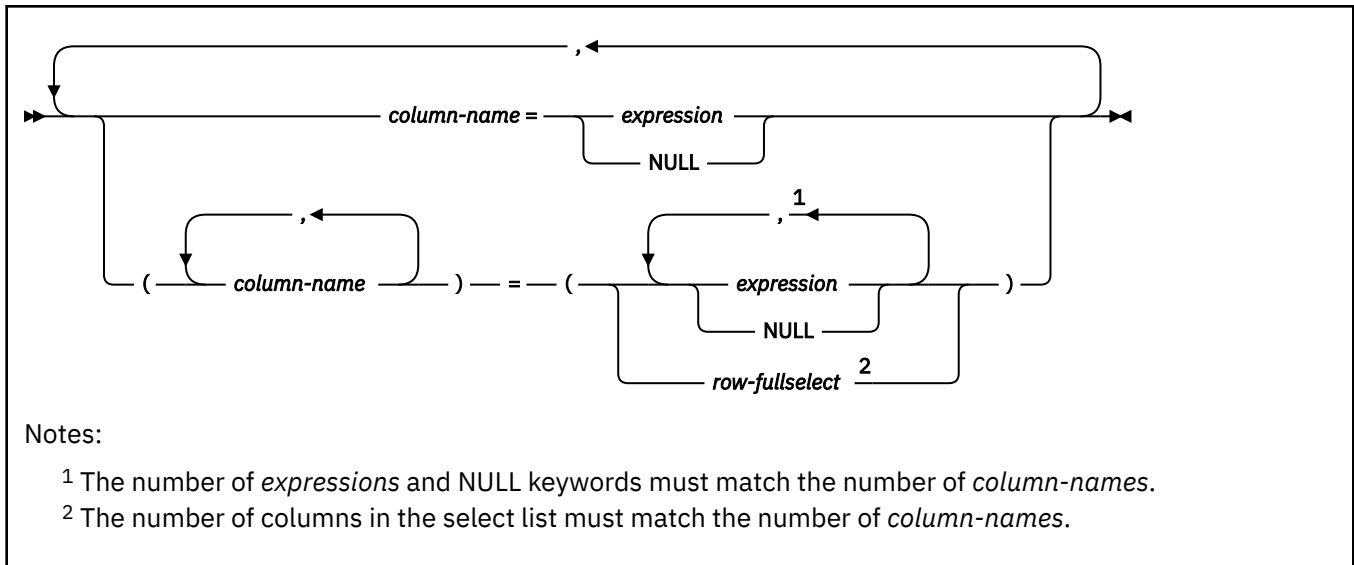 ,
column-name = expression
NULL
, , 1
( column-name ) = ( expression )
NULL
row-fullselect 2
Notes:
1 The number of expressions and NULL keywords must match the number of column-names.
2 The number of columns in the select list must match the number of column-names.